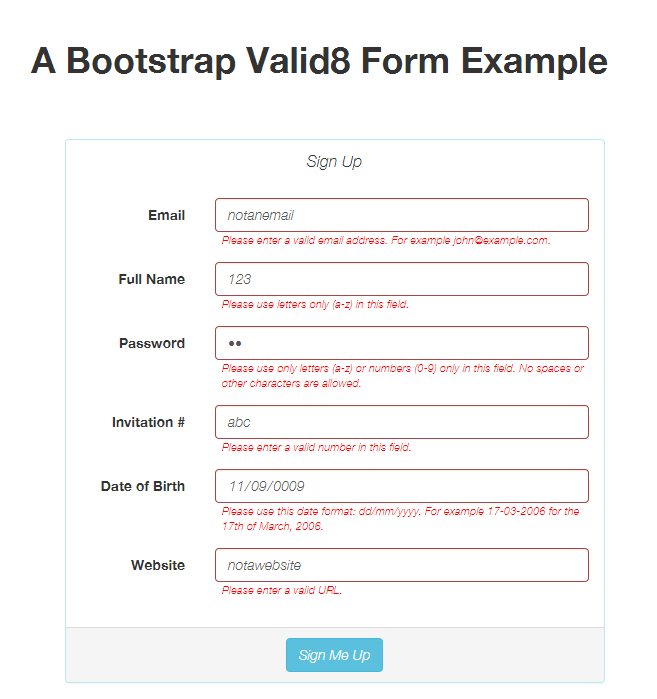 A Bootstrap Valid8 Form Example
Sign Up
Email
notanemail
Please enter a valid email address. For example john@example.com.
Full Name
123
Please use letters only (a-z) in this field.
Password
••
Please use only letters (a-z) or numbers (0-9) only in this field. No spaces or
other characters are allowed.
Invitation #
abc
Please enter a valid number in this field.
Date of Birth
11/09/0009
Please use this date format: dd/mm/yyyy. For example 17-03-2006 for the
17th of March, 2006.
Website
notawebsite
Please enter a valid URL.
Sign Me Up